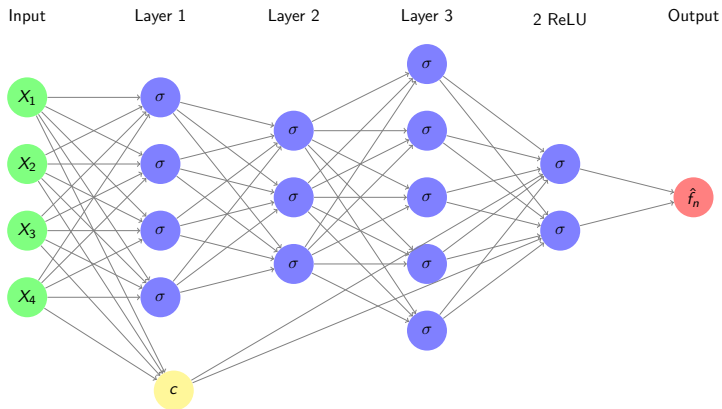 Input Layer 1 Layer 2 Layer 3 2 ReLU Output
σ
X₁ σ
σ σ
X₂ σ σ
σ σ f̂ₙ
X₃ σ σ
σ σ
X₄ σ
σ
c